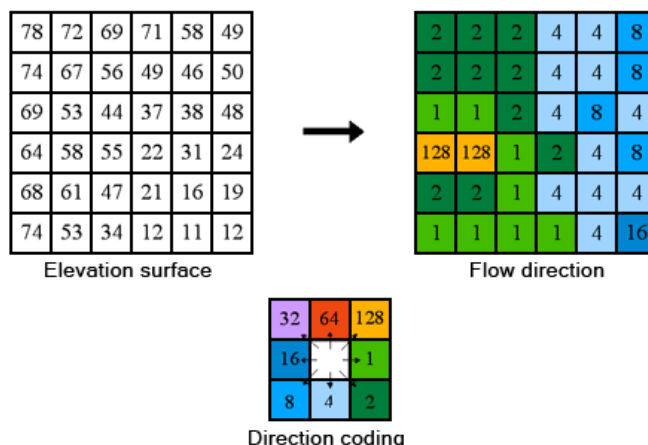 78 72 69 71 58 49 2 2 2 4 4 8
74 67 56 49 46 50 2 2 2 4 4 8
69 53 44 37 38 48 1 1 2 4 8 4
64 58 55 22 31 24 128 128 1 2 4 8
68 61 47 21 16 19 2 2 1 4 4 4
74 53 34 12 11 12 1 1 1 1 4 16
Elevation surface Flow direction
32 64 128
16 1
8 4 2
Direction coding